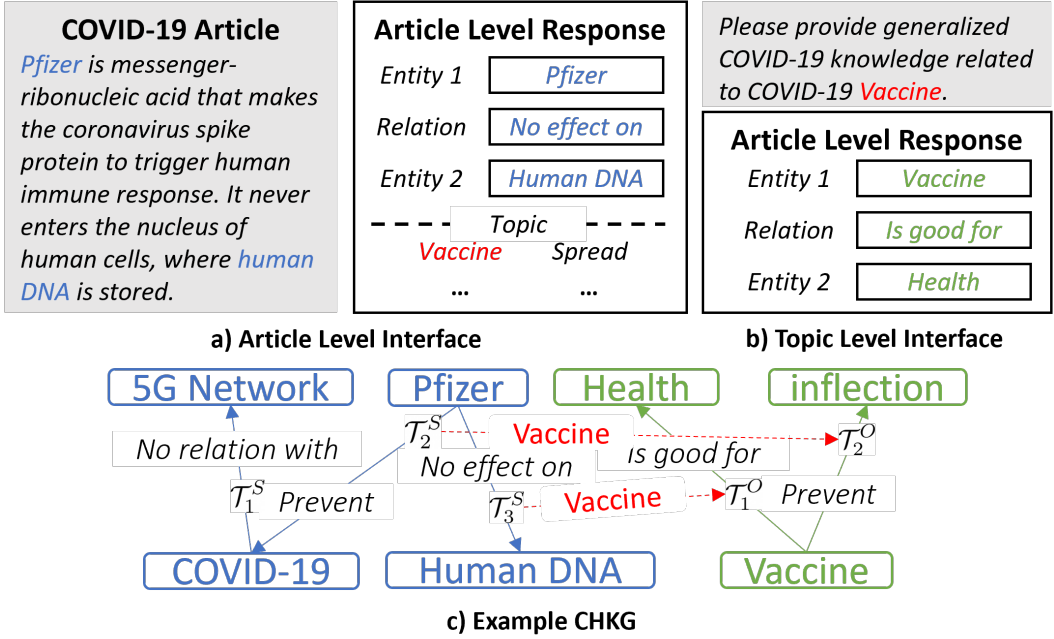 COVID-19 Article
Pfizer is messenger-
ribonucleic acid that makes
the coronavirus spike
protein to trigger human
immune response. It never
enters the nucleus of
human cells, where human
DNA is stored.
Article Level Response
Entity 1 Pfizer
Relation No effect on
Entity 2 Human DNA
Topic
Vaccine Spread
... ...
a) Article Level Interface
Please provide generalized
COVID-19 knowledge related
to COVID-19 Vaccine.
Article Level Response
Entity 1 Vaccine
Relation Is good for
Entity 2 Health
b) Topic Level Interface
5G Network Pfizer Health inflection
T_2^S Vaccine T_2^O
No relation with No effect on Is good for
T_1^S Prevent T_3^S Vaccine T_1^O Prevent
COVID-19 Human DNA Vaccine
c) Example CHKG